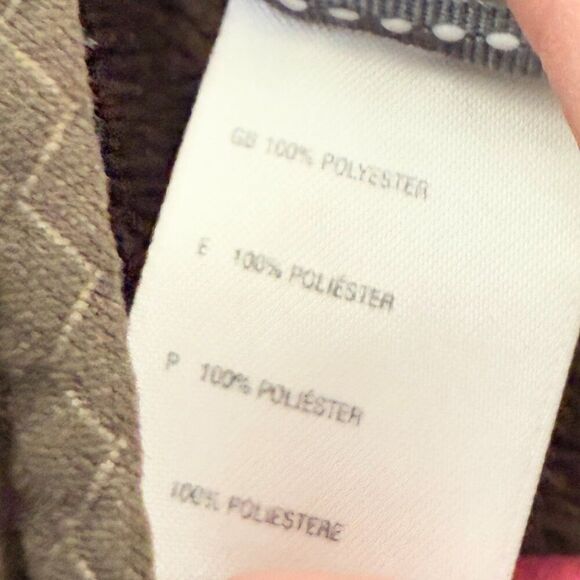 GB 100% POLYESTER
E 100% POLIÉSTER
P 100% POLIÉSTER
100% POLIESTERE